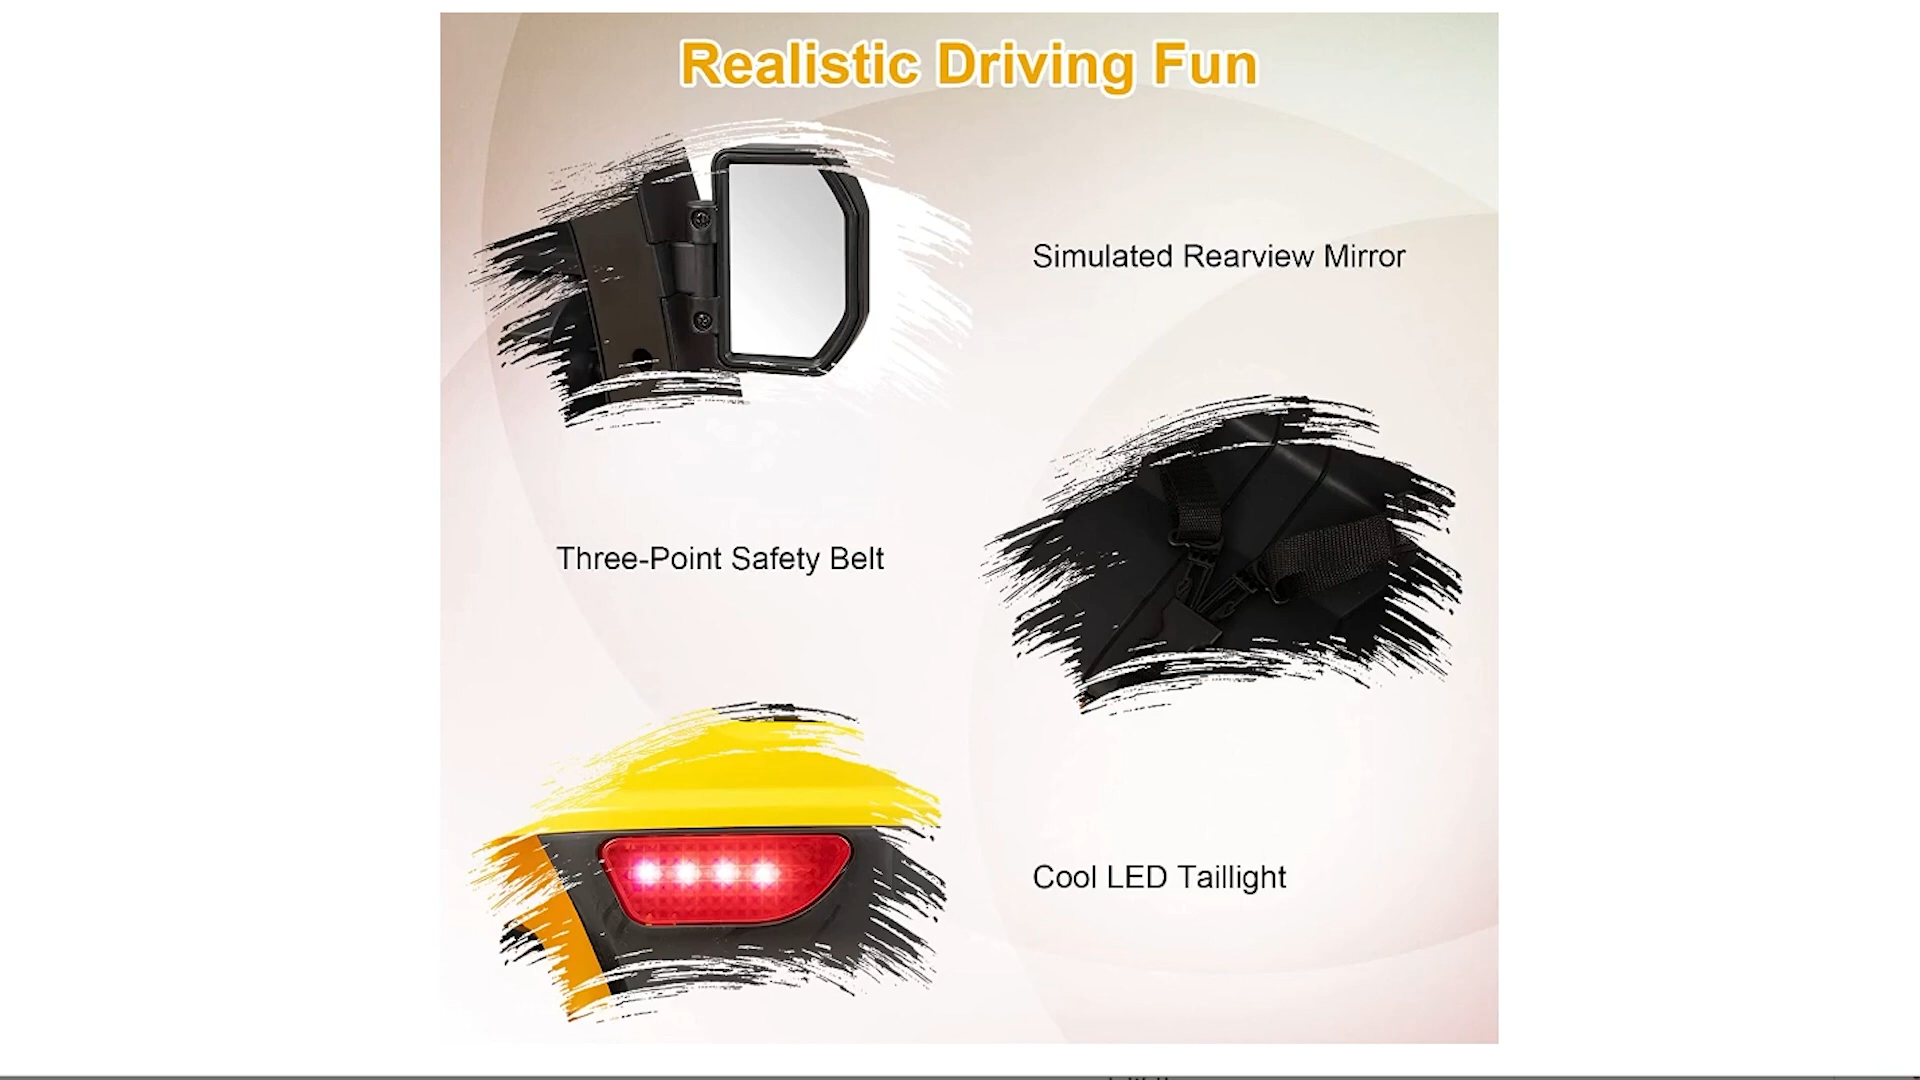 Realistic Driving Fun
Simulated Rearview Mirror
Three-Point Safety Belt
Cool LED Taillight